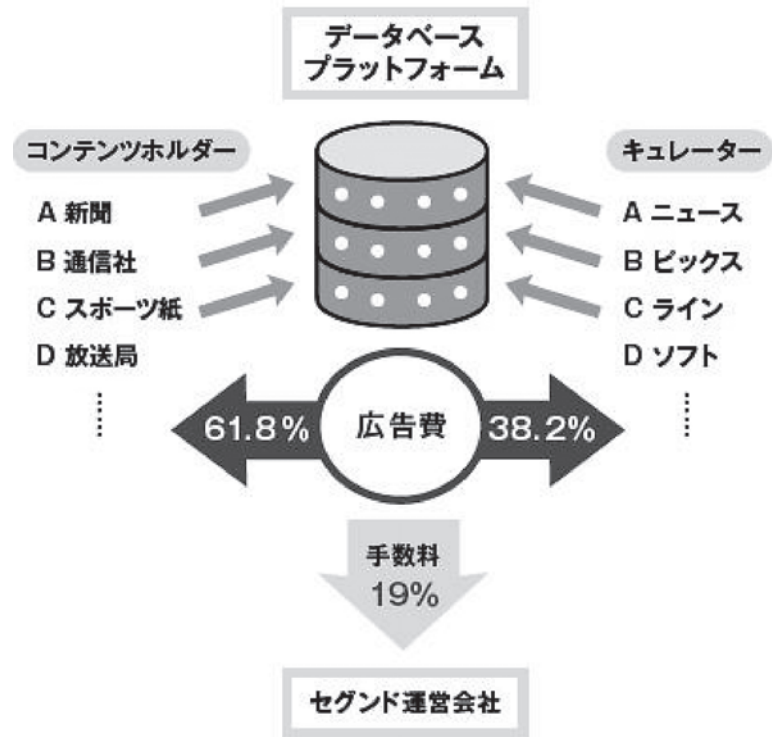 データベース
プラットフォーム
コンテンツホルダー
A 新聞
B 通信社
C スポーツ紙
D 放送局
キュレーター
A ニュース
B ピックス
C ライン
D ソフト
61.8%
広告費
38.2%
手数料
19%
セグンド運営会社